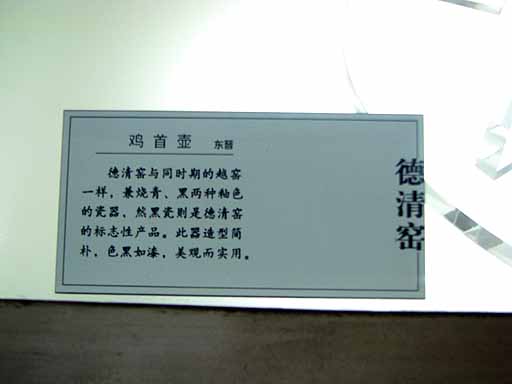 鸡首壶 东晋
德清窑与同时期的越窑
一样，兼烧青、黑两种釉色
的瓷器、然黑瓷则是德清窑
的标志性产品。此器造型简
朴，色黑如漆，美观而实用。
德清窑